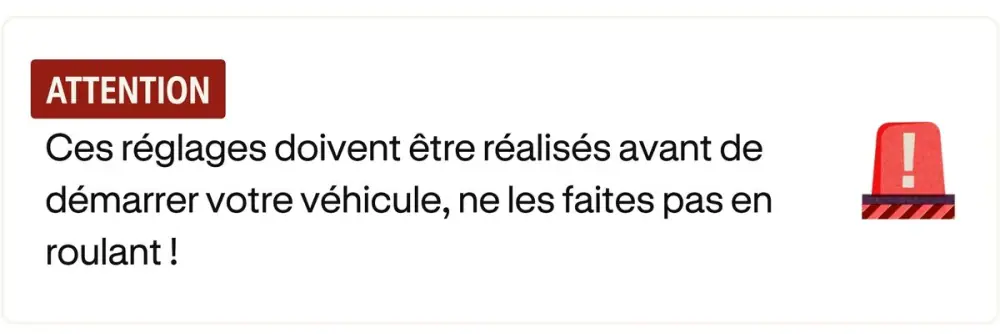 ATTENTION
Ces réglages doivent être réalisés avant de
démarrer votre véhicule, ne les faites pas en
roulant !
!